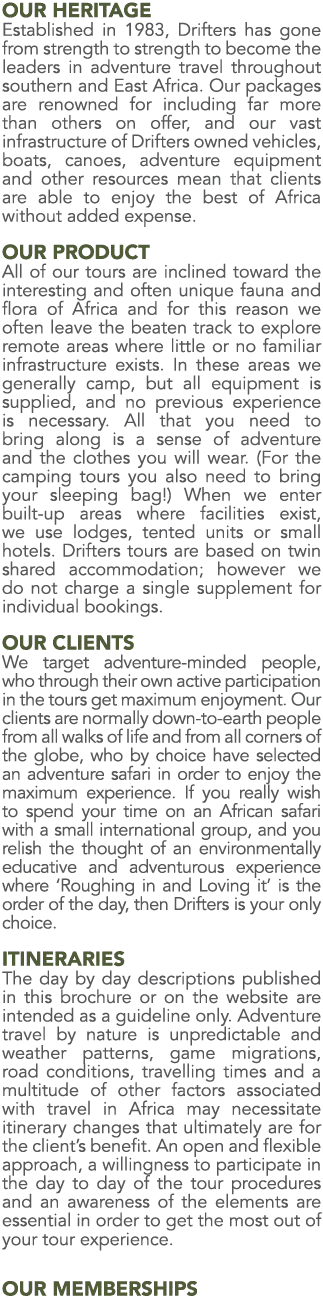 OUR HERITAGE
Established in 1983, Drifters has gone
from strength to strength to become the
leaders in adventure travel throughout
southern and East Africa. Our packages
are renowned for including far more
than others on offer, and our vast
infrastructure of Drifters owned vehicles,
boats, canoes, adventure equipment
and other resources mean that clients
are able to enjoy the best of Africa
without added expense.
OUR PRODUCT
All of our tours are inclined toward the
interesting and often unique fauna and
flora of Africa and for this reason we
often leave the beaten track to explore
remote areas where little or no familiar
infrastructure exists. In these areas we
generally camp, but all equipment is
supplied, and no previous experience
is necessary. All that you need to
bring along is a sense of adventure
and the clothes you will wear. (For the
camping tours you also need to bring
your sleeping bag!) When we enter
built-up areas where facilities exist,
we use lodges, tented units or small
hotels. Drifters tours are based on twin
shared accommodation; however we
do not charge a single supplement for
individual bookings.
OUR CLIENTS
We target adventure-minded people,
who through their own active participation
in the tours get maximum enjoyment. Our
clients are normally down-to-earth people
from all walks of life and from all corners of
the globe, who by choice have selected
an adventure safari in order to enjoy the
maximum experience. If you really wish
to spend your time on an African safari
with a small international group, and you
relish the thought of an environmentally
educative and adventurous experience
where ‘Roughing in and Loving it’ is the
order of the day, then Drifters is your only
choice.
ITINERARIES
The day by day descriptions published
in this brochure or on the website are
intended as a guideline only. Adventure
travel by nature is unpredictable and
weather patterns, game migrations,
road conditions, travelling times and a
multitude of other factors associated
with travel in Africa may necessitate
itinerary changes that ultimately are for
the client’s benefit. An open and flexible
approach, a willingness to participate in
the day to day of the tour procedures
and an awareness of the elements are
essential in order to get the most out of
your tour experience.
OUR MEMBERSHIPS